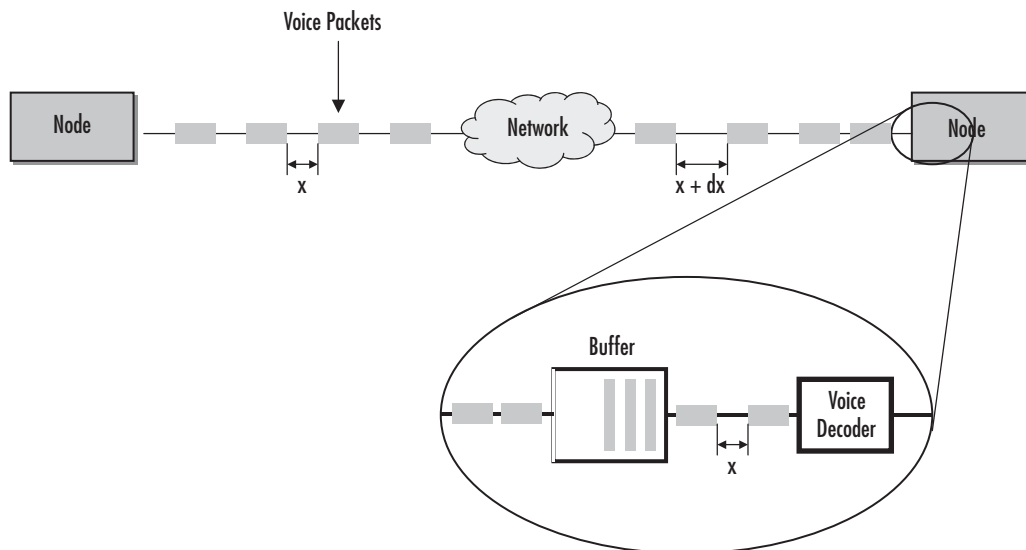 Voice Packets
Node
Network
Node
x
x + dx
Buffer
Voice
Decoder
x